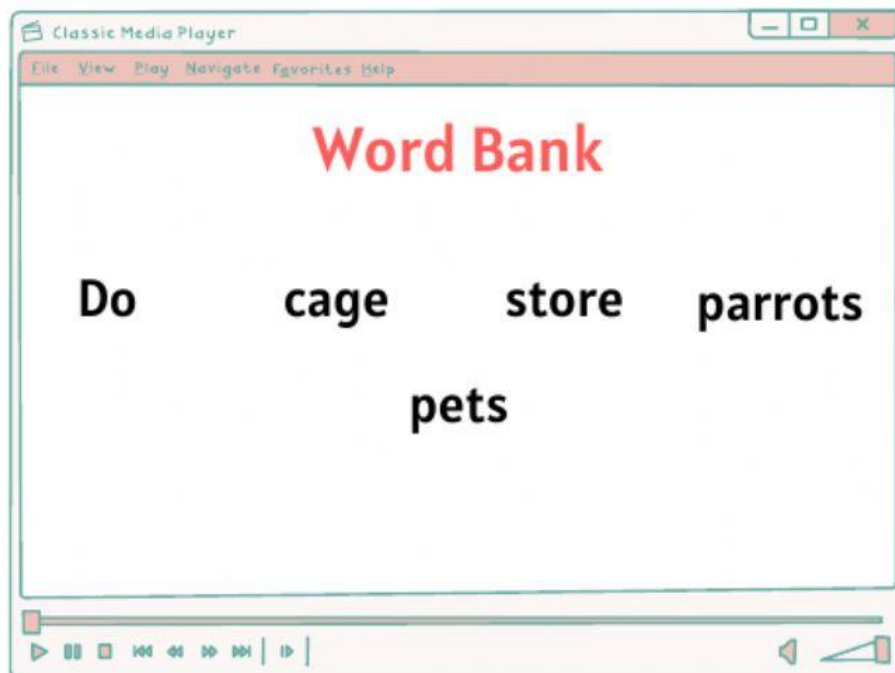 Classic Media Player
File View Play Navigate Favorites Help
Word Bank
Do cage store parrots
pets